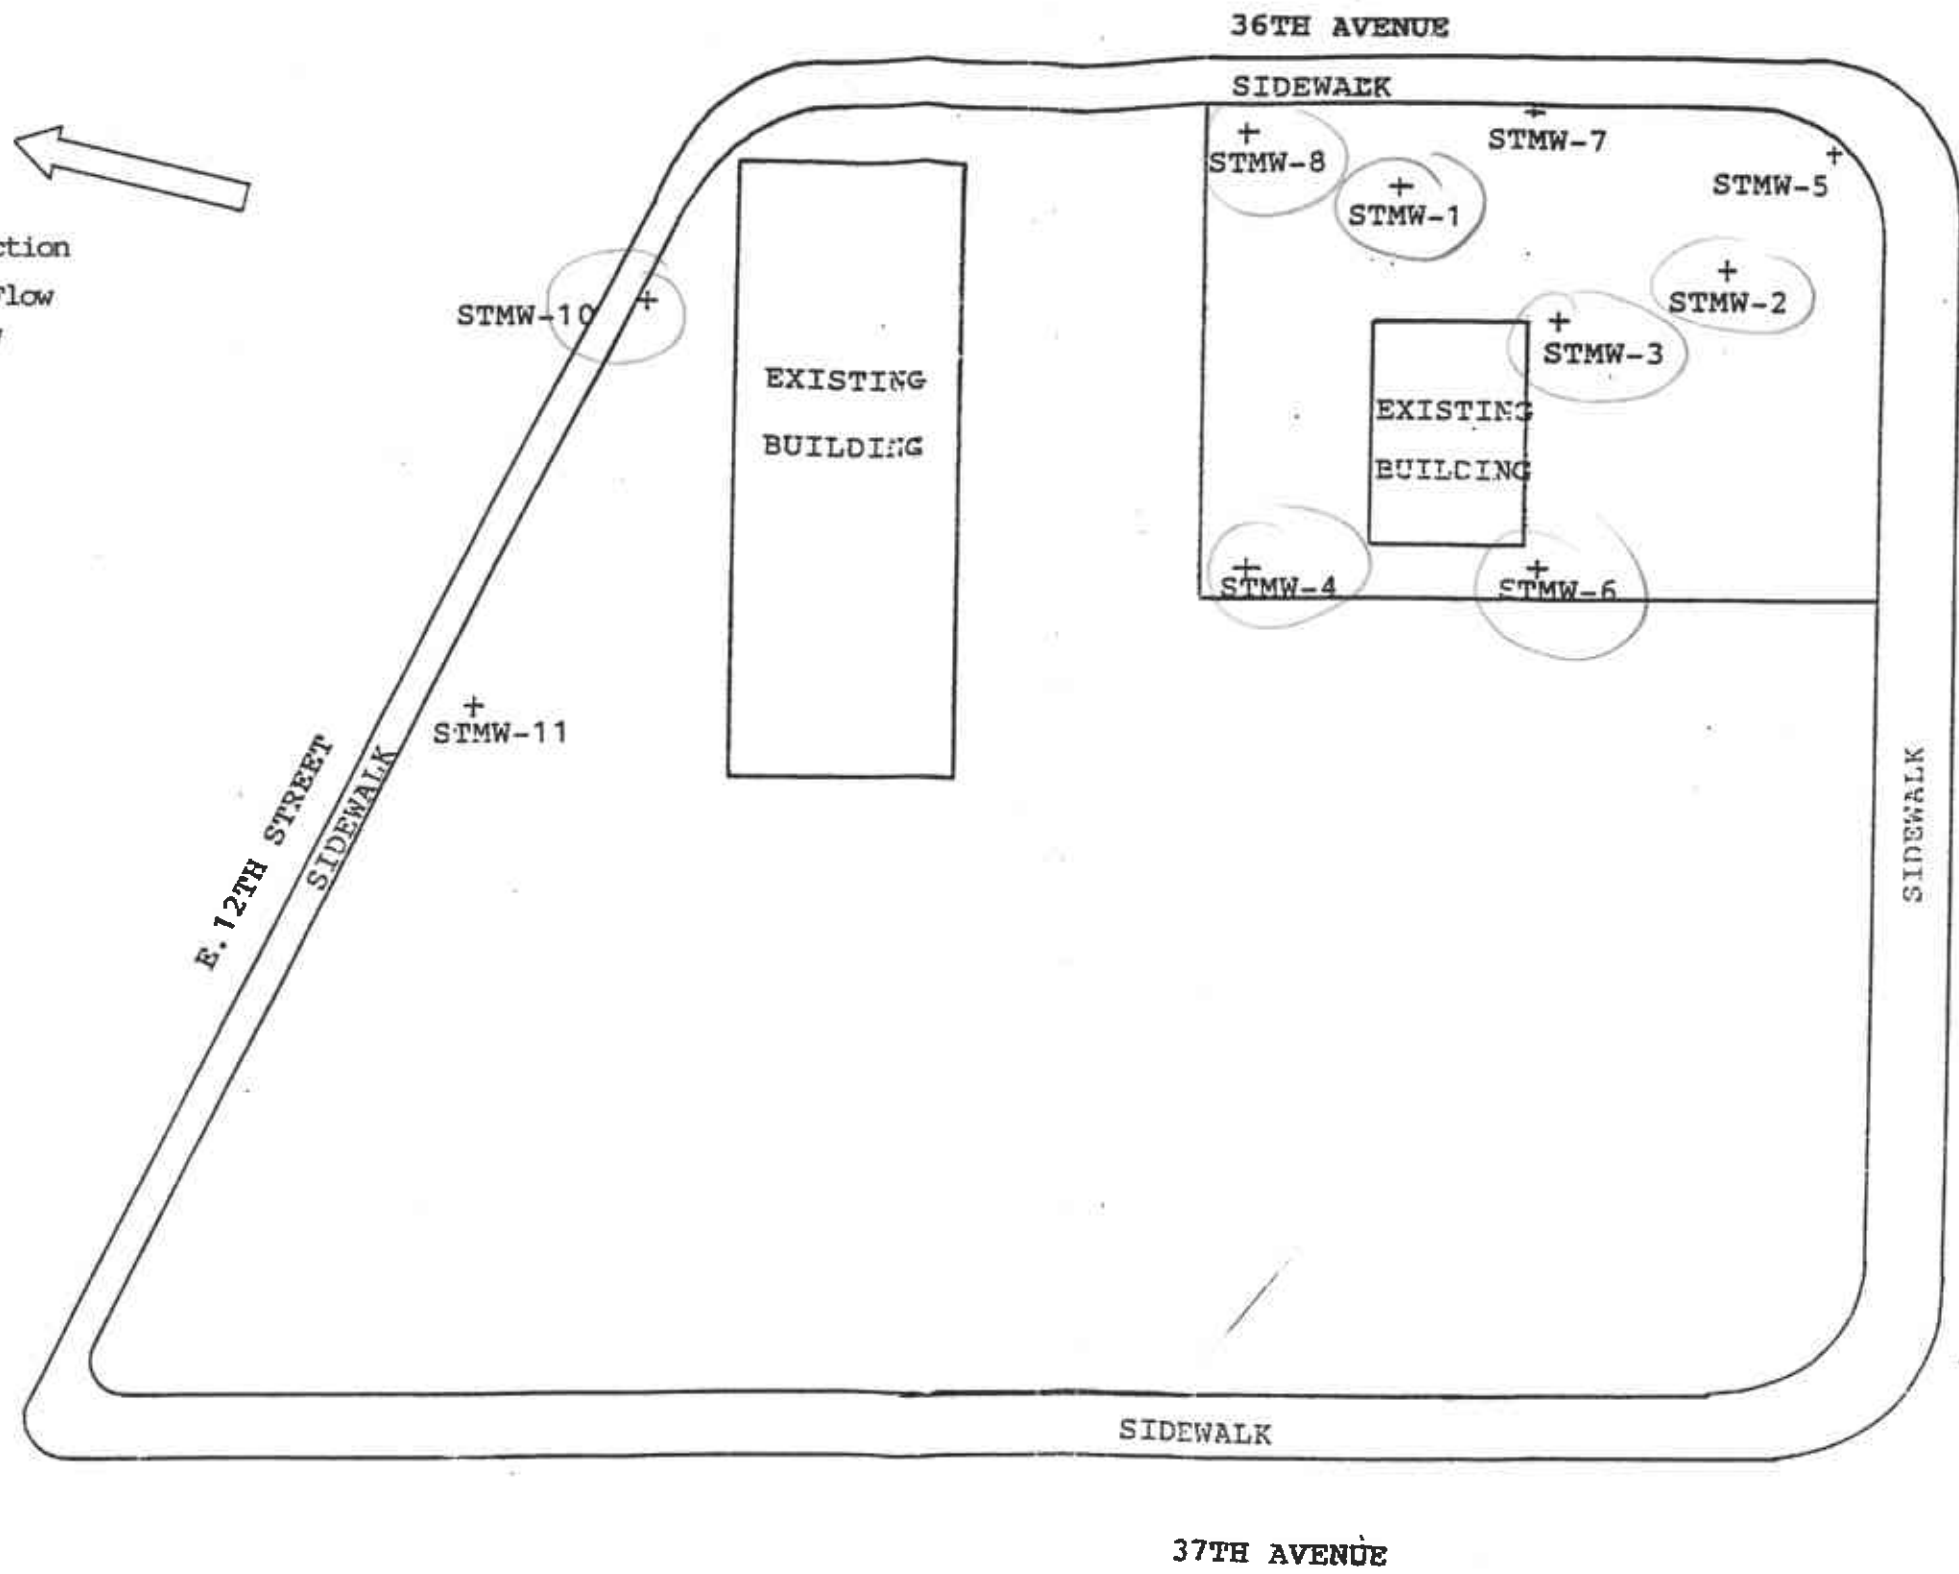 36TH AVENUE
SIDEWALK
STMW-8
STMW-7
STMW-5
STMW-1
ction
Flow
STMW-10
STMW-2
STMW-3
EXISTING
BUILDING
EXISTING
BUILDING
STMW-4
STMW-6
STMW-11
E. 12TH STREET
SIDEWALK
SIDEWALK
SIDEWALK
37TH AVENUE